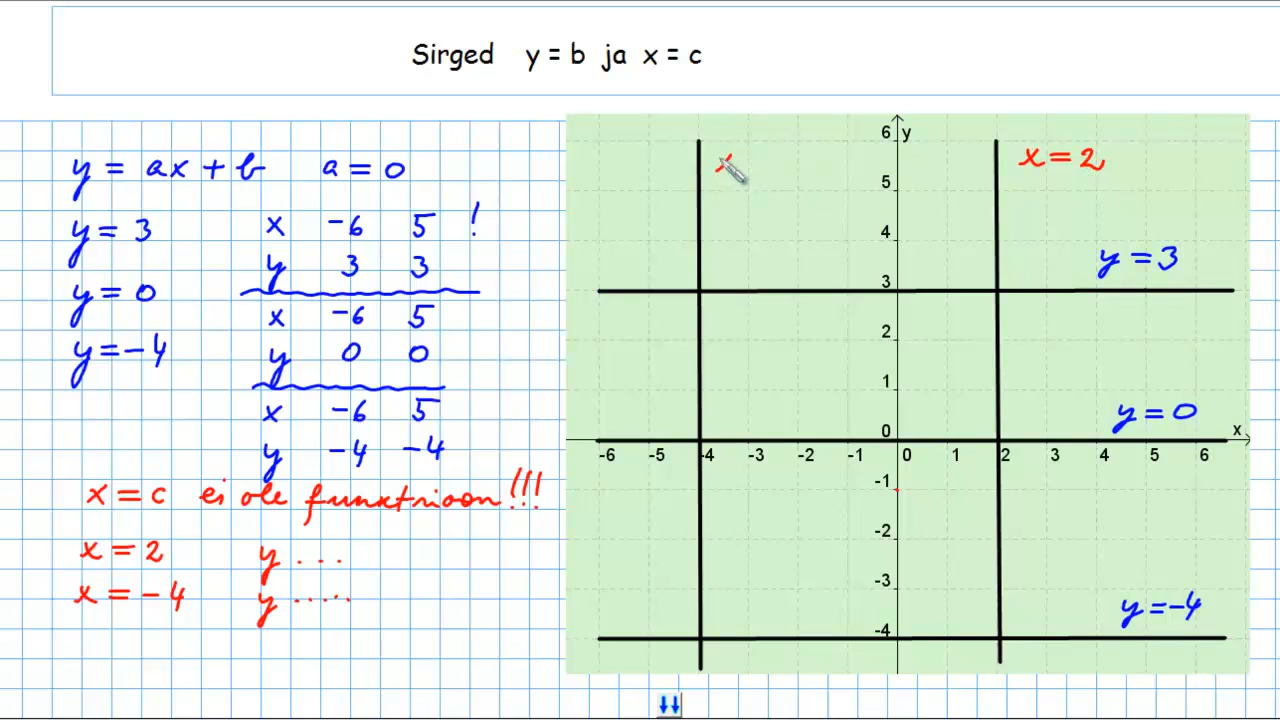 Sirged y = b ja x = c
y = ax + b a = 0
y = 3
y = 0
y = -4
x -6 5 !
y 3 3
x -6 5
y 0 0
x -6 5
y -4 -4
x = c ei ole funktsioon!!!
x = 2 y ...
x = -4 y .....
y
x
6
5
4
3
2
1
0
-6 -5 -4 -3 -2 -1 0 1 2 3 4 5 6
-1
-2
-3
-4
x
x = 2
y = 3
y = 0
y = -4